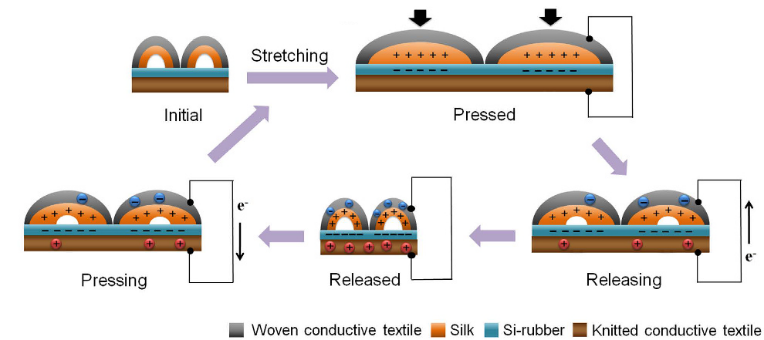 Stretching
Initial
Pressed
e-
Pressing
Released
Releasing
e-
Woven conductive textile Silk Si-rubber Knitted conductive textile